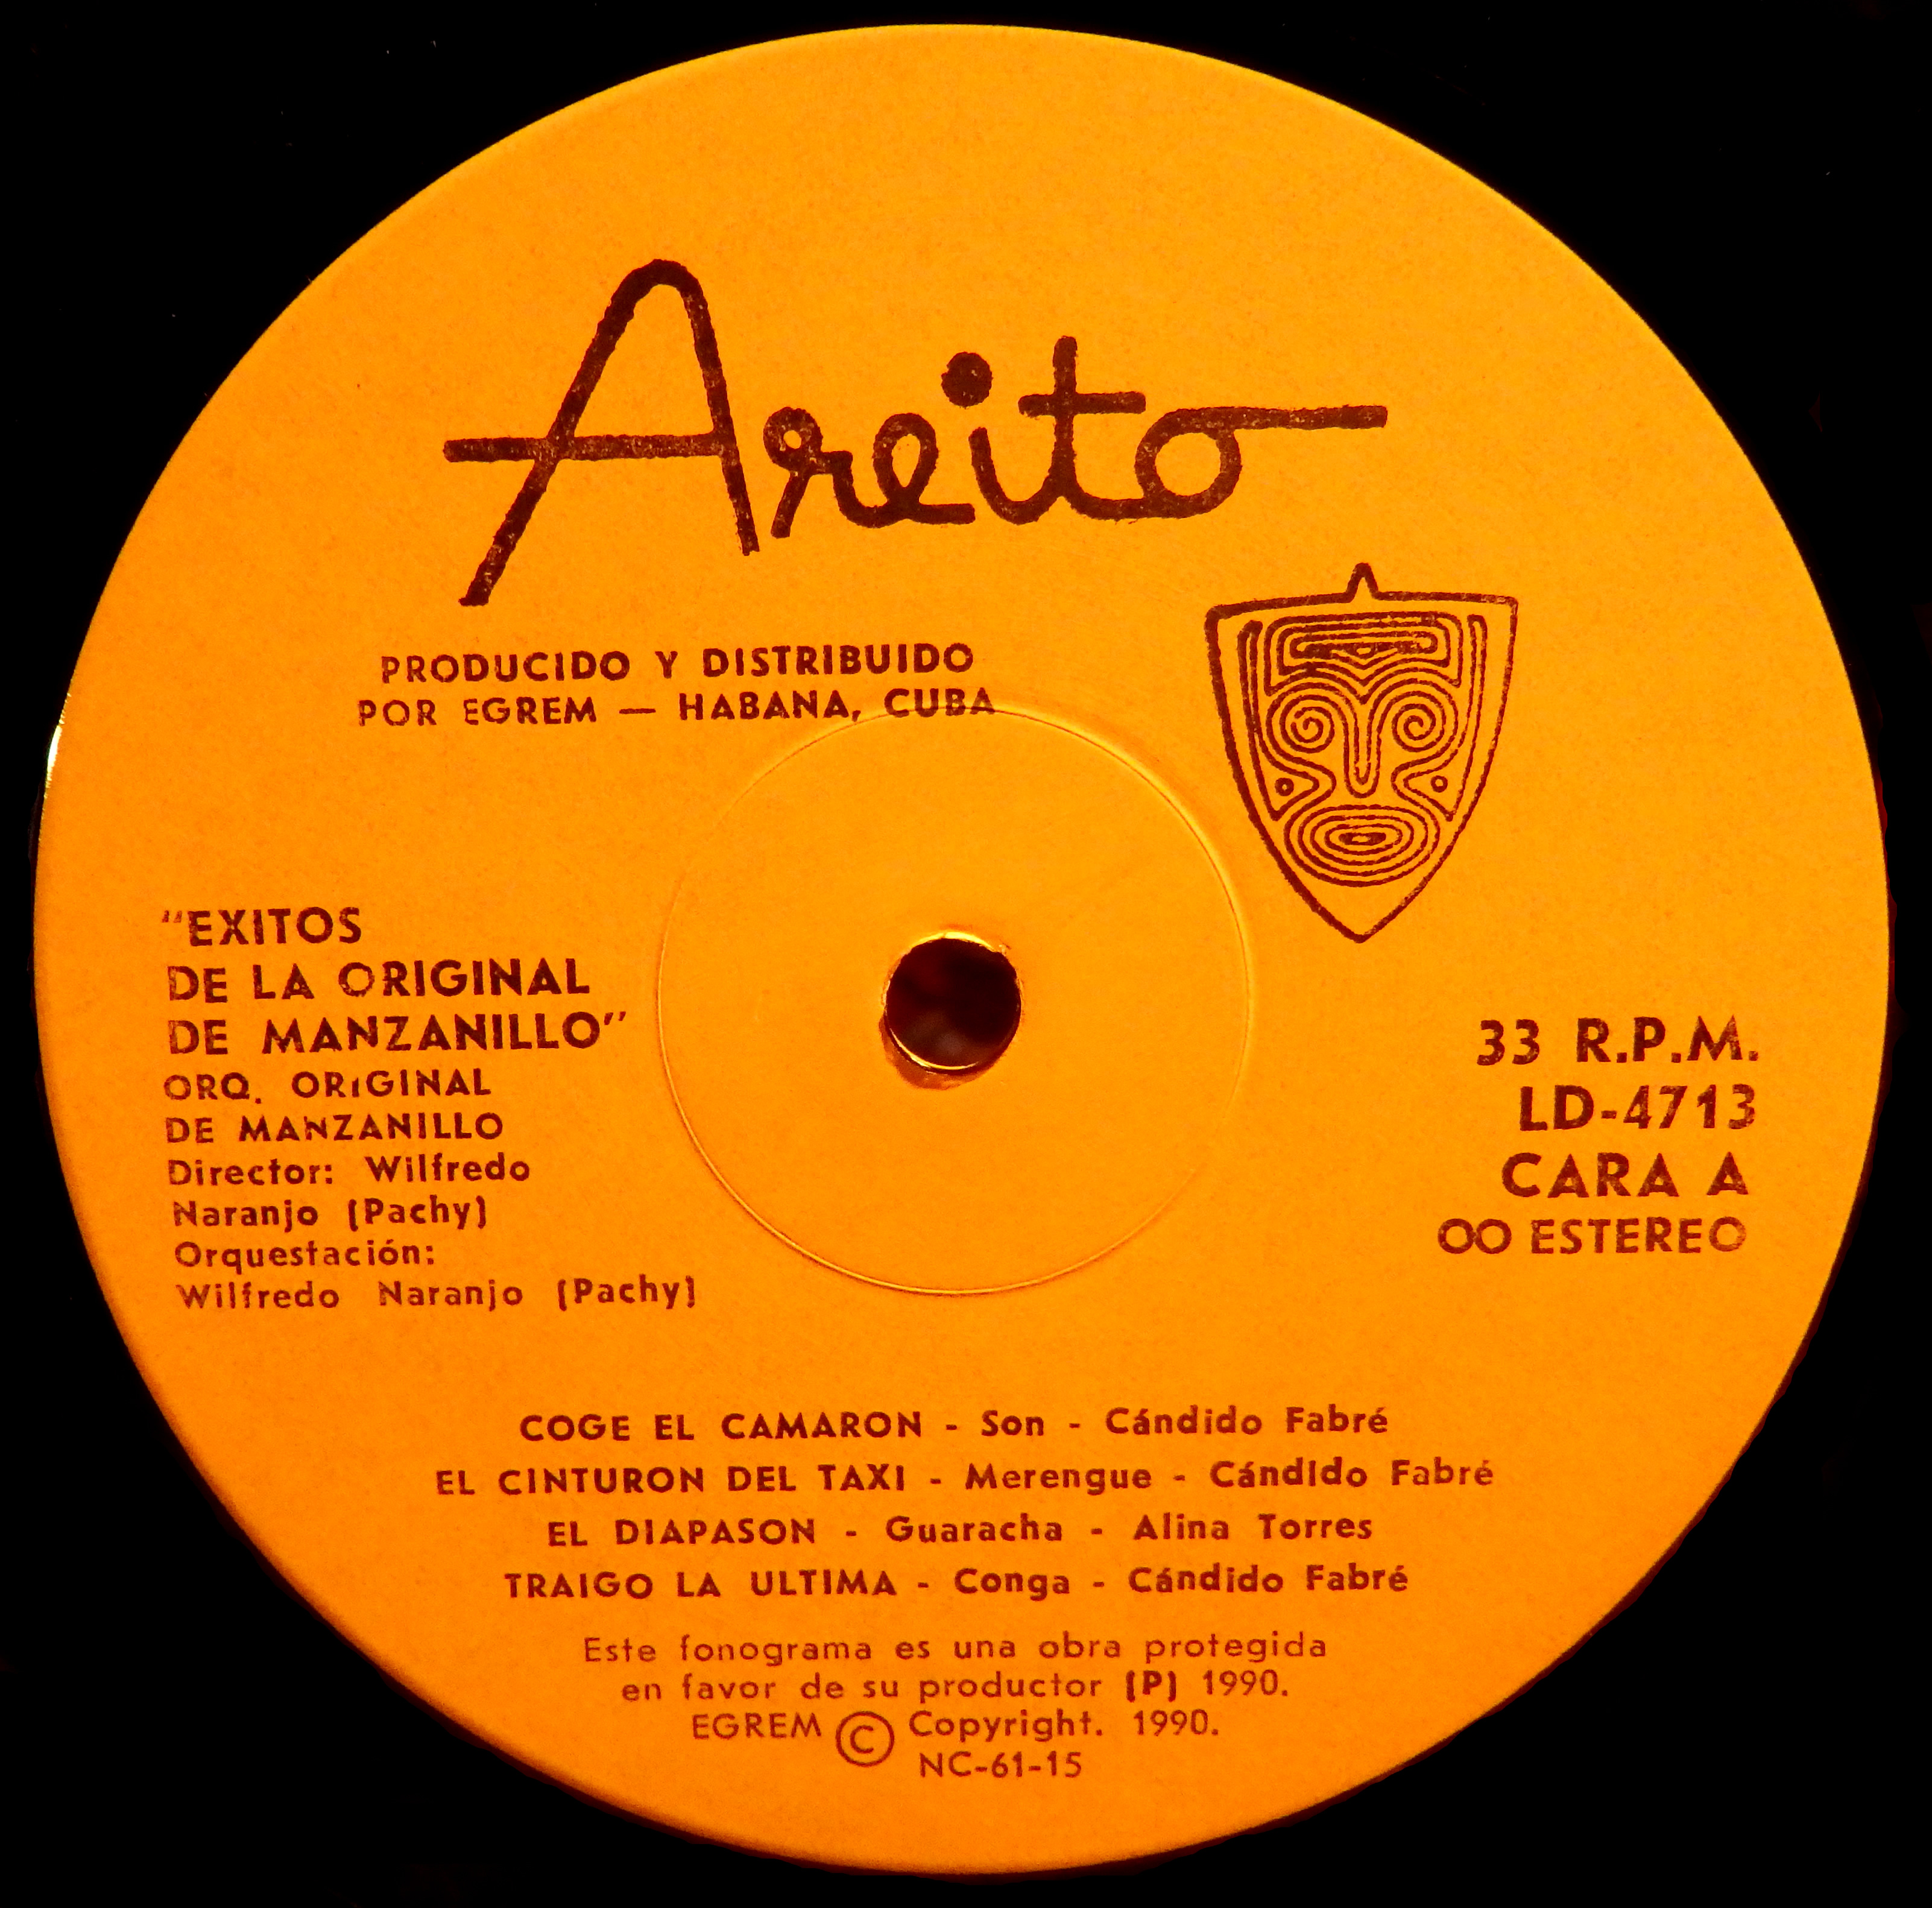 Areito
PRODUCIDO Y DISTRIBUIDO
POR EGREM — HABANA, CUBA
"EXITOS
DE LA ORIGINAL
DE MANZANILLO"
ORQ. ORIGINAL
DE MANZANILLO
Director: Wilfredo
Naranjo (Pachy)
Orquestación:
Wilfredo Naranjo (Pachy)
33 R.P.M.
LD-4713
CARA A
OO ESTEREO
COGE EL CAMARON - Son - Cándido Fabré
EL CINTURON DEL TAXI - Merengue - Cándido Fabré
EL DIAPASON - Guaracha - Alina Torres
TRAIGO LA ULTIMA - Conga - Cándido Fabré
Este fonograma es una obra protegida
en favor de su productor (P) 1990.
EGREM © Copyright. 1990.
NC-61-15